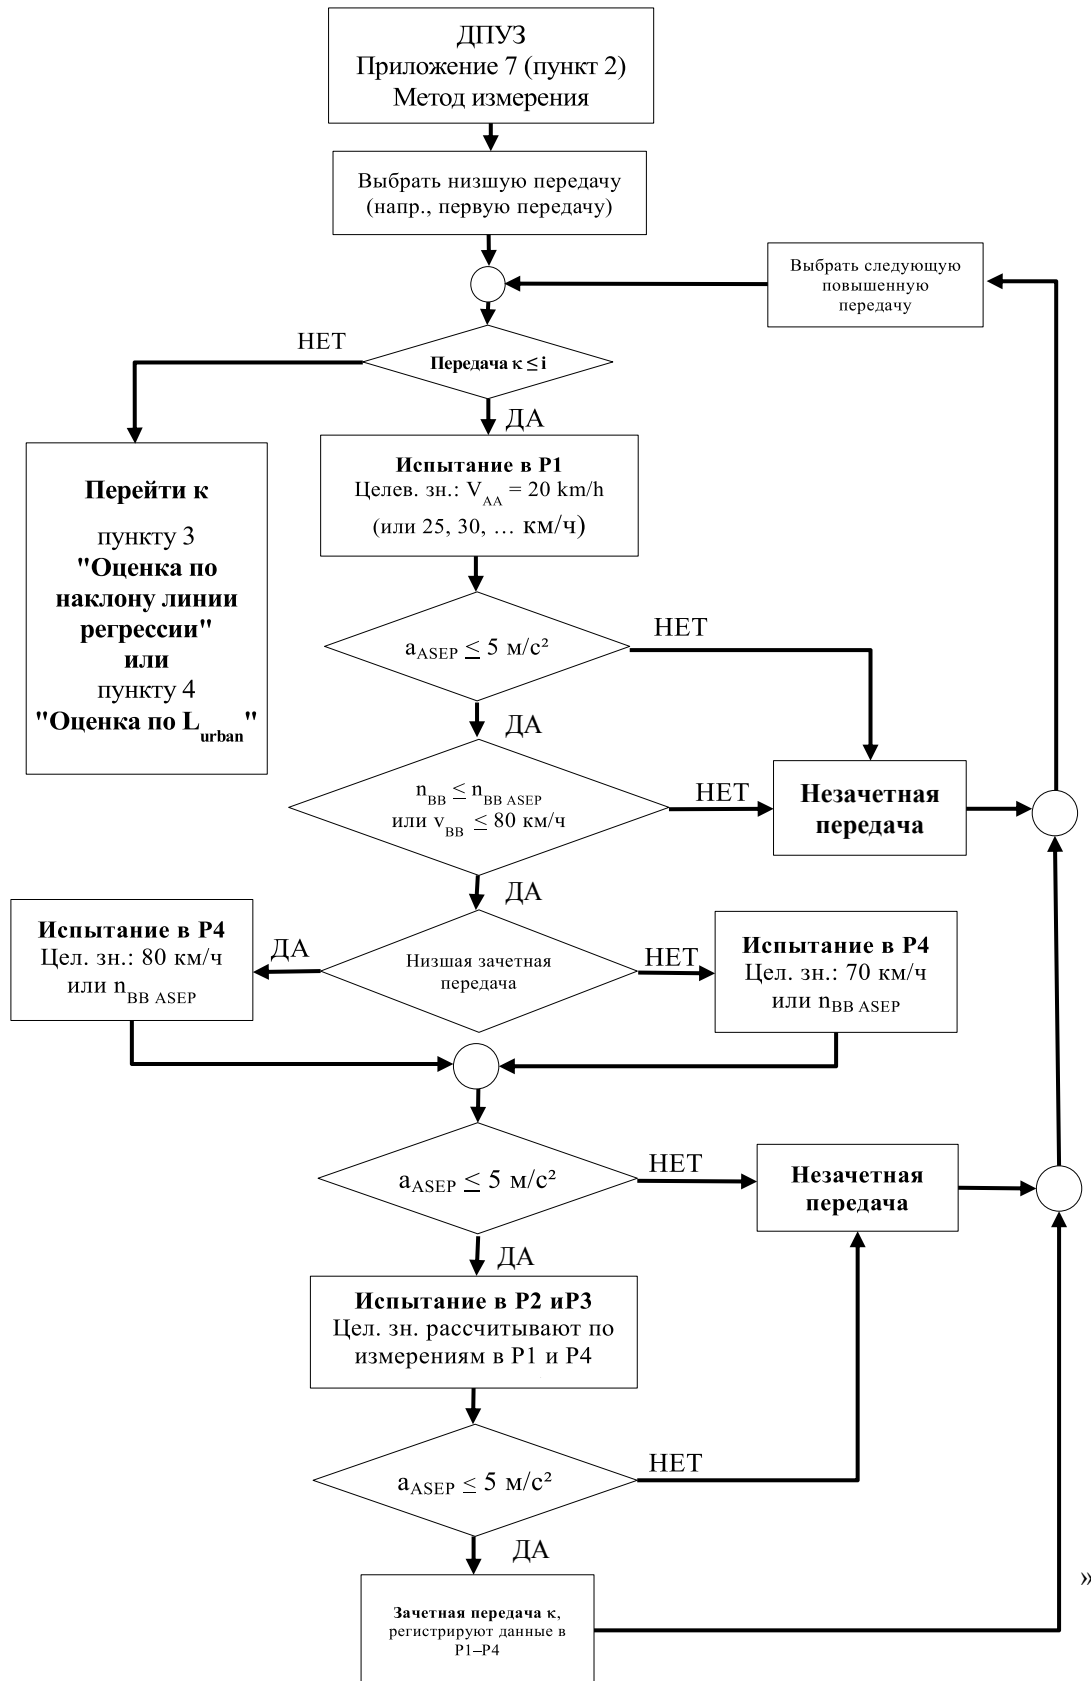 ДПУЗ
Приложение 7 (пункт 2)
Метод измерения
Выбрать низшую передачу
(напр., первую передачу)
Выбрать следующую
повышенную
передачу
НЕТ
Передача κ ≤ i
ДА
Перейти к
пункту 3
"Оценка по
наклону линии
регрессии"
или
пункту 4
"Оценка по L_urban"
Испытание в P1
Целев. зн.: V_AA = 20 km/h
(или 25, 30, … км/ч)
a_ASEP ≤ 5 м/с²
НЕТ
ДА
n_BB ≤ n_BB ASEP
или v_BB ≤ 80 км/ч
НЕТ
Незачетная
передача
ДА
Испытание в P4
Цел. зн.: 80 км/ч
или n_BB ASEP
ДА
Низшая зачетная
передача
НЕТ
Испытание в P4
Цел. зн.: 70 км/ч
или n_BB ASEP
a_ASEP ≤ 5 м/с²
НЕТ
Незачетная
передача
ДА
Испытание в P2 иP3
Цел. зн. рассчитывают по
измерениям в P1 и P4
a_ASEP ≤ 5 м/с²
НЕТ
ДА
Зачетная передача κ,
регистрируют данные в
P1–P4
»